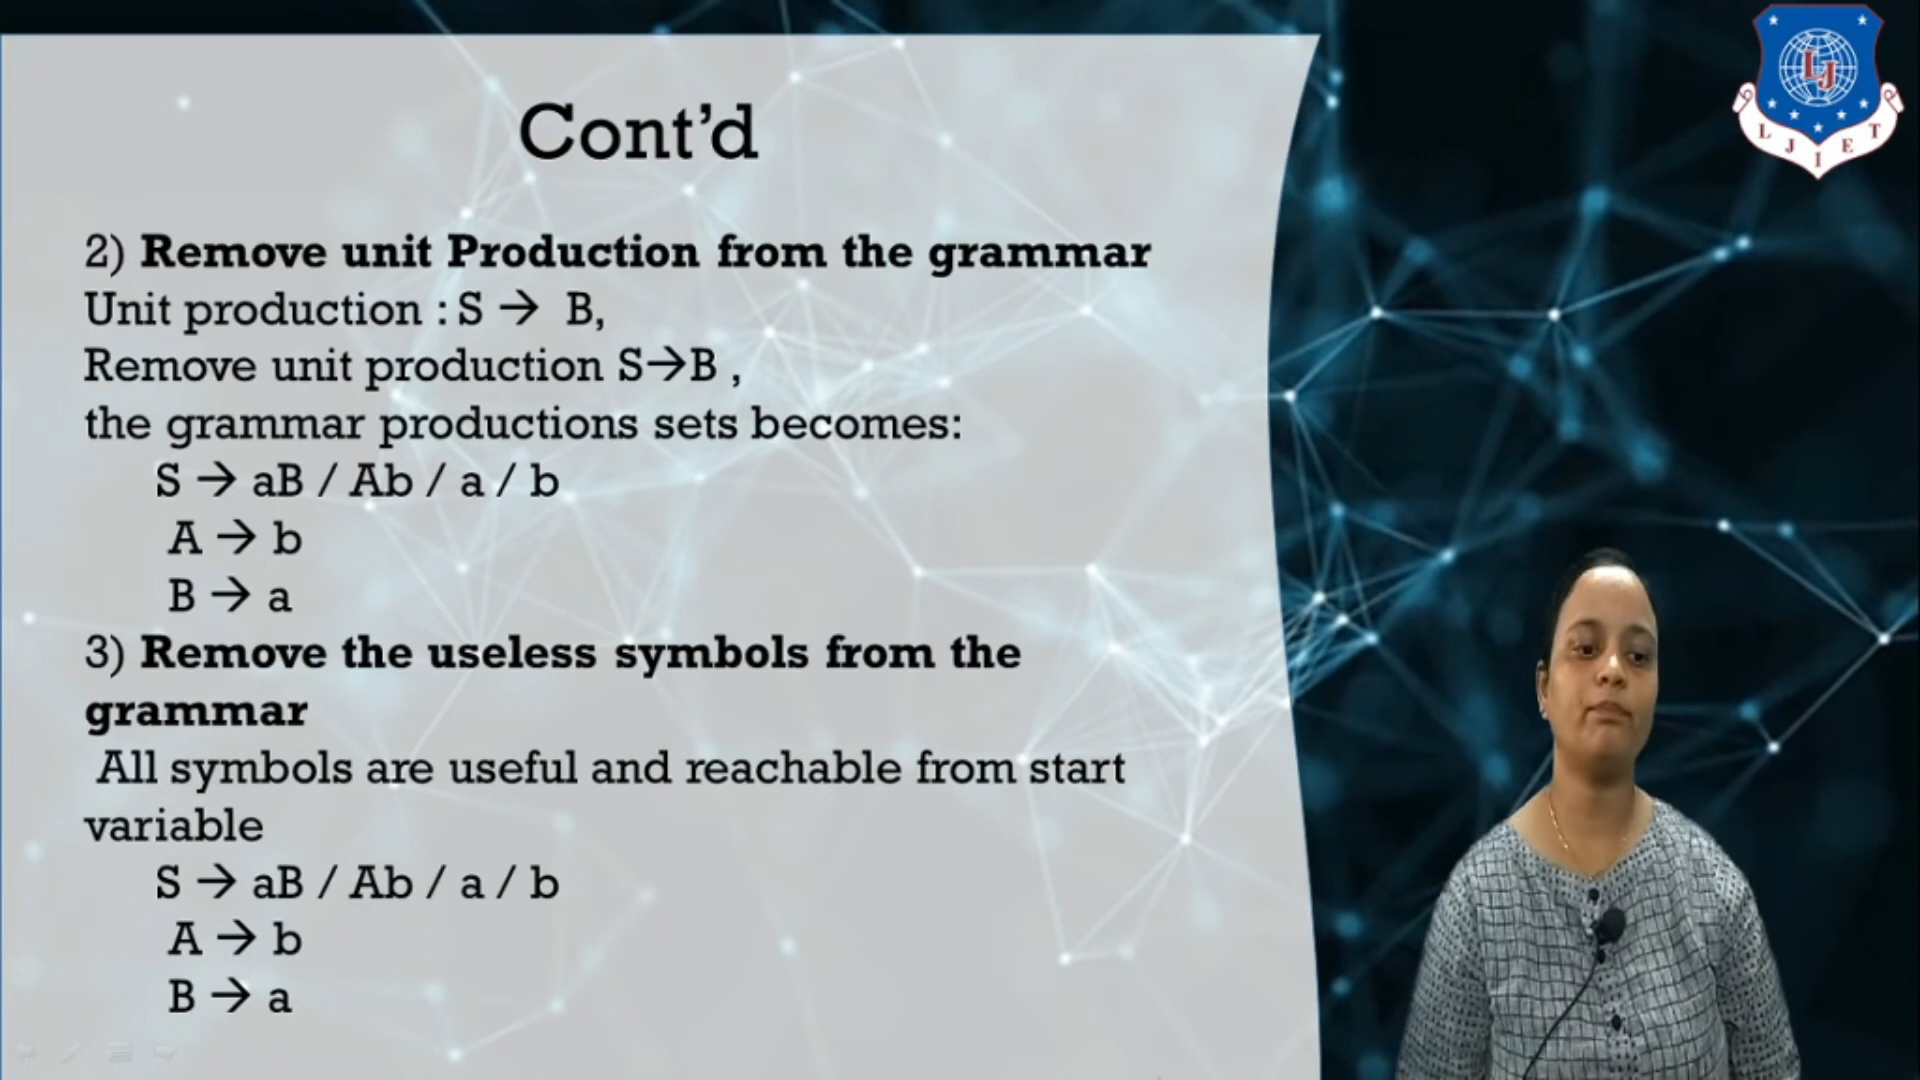 Cont’d
2) Remove unit Production from the grammar
Unit production : S → B,
Remove unit production S→B ,
the grammar productions sets becomes:
S → aB / Ab / a / b
A → b
B → a
3) Remove the useless symbols from the
grammar
All symbols are useful and reachable from start
variable
S → aB / Ab / a / b
A → b
B → a
LJ
L J I E T